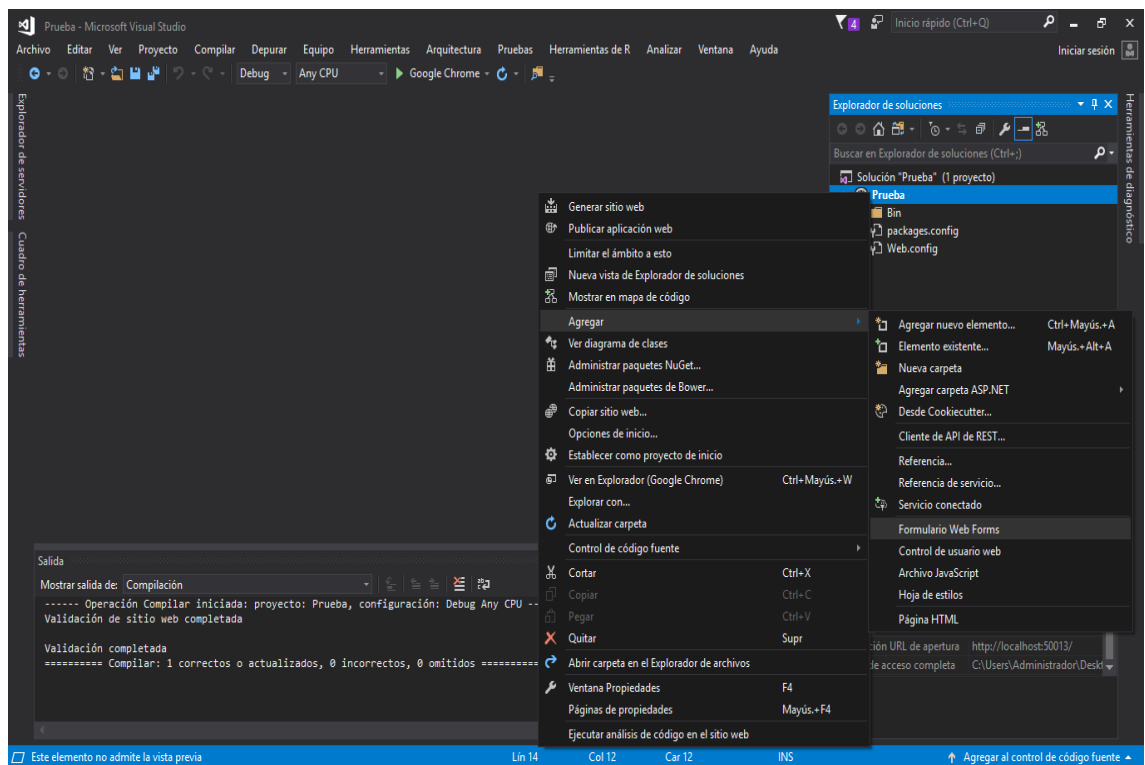 Prueba - Microsoft Visual Studio
4
Inicio rápido (Ctrl+Q)
Archivo Editar Ver Proyecto Compilar Depurar Equipo Herramientas Arquitectura Pruebas Herramientas de R Analizar Ventana Ayuda
Iniciar sesión
Debug
Any CPU
Google Chrome
Explorador de servidores
Cuadro de herramientas
Explorador de soluciones
Buscar en Explorador de soluciones (Ctrl+;)
Solución "Prueba" (1 proyecto)
Prueba
Bin
packages.config
Web.config
Herramientas de diagnóstico
Generar sitio web
Publicar aplicación web
Limitar el ámbito a esto
Nueva vista de Explorador de soluciones
Mostrar en mapa de código
Agregar
Ver diagrama de clases
Administrar paquetes NuGet...
Administrar paquetes de Bower...
Copiar sitio web...
Opciones de inicio...
Establecer como proyecto de inicio
Ver en Explorador (Google Chrome) Ctrl+Mayús.+W
Explorar con...
Actualizar carpeta
Control de código fuente
Cortar Ctrl+X
Copiar Ctrl+C
Pegar Ctrl+V
Quitar Supr
Abrir carpeta en el Explorador de archivos
Ventana Propiedades F4
Páginas de propiedades Mayús.+F4
Ejecutar análisis de código en el sitio web
Agregar nuevo elemento... Ctrl+Mayús.+A
Elemento existente... Mayús.+Alt+A
Nueva carpeta
Agregar carpeta ASP.NET
Desde Cookiecutter...
Cliente de API de REST...
Referencia...
Referencia de servicio...
Servicio conectado
Formulario Web Forms
Control de usuario web
Archivo JavaScript
Hoja de estilos
Página HTML
ción URL de apertura http://localhost:50013/
de acceso completa C:\Users\Administrador\Deskt
Salida
Mostrar salida de: Compilación
------ Operación Compilar iniciada: proyecto: Prueba, configuración: Debug Any CPU --
Validación de sitio web completada
Validación completada
========== Compilar: 1 correctos o actualizados, 0 incorrectos, 0 omitidos ==========
Este elemento no admite la vista previa
Lín 14 Col 12 Car 12 INS
Agregar al control de código fuente